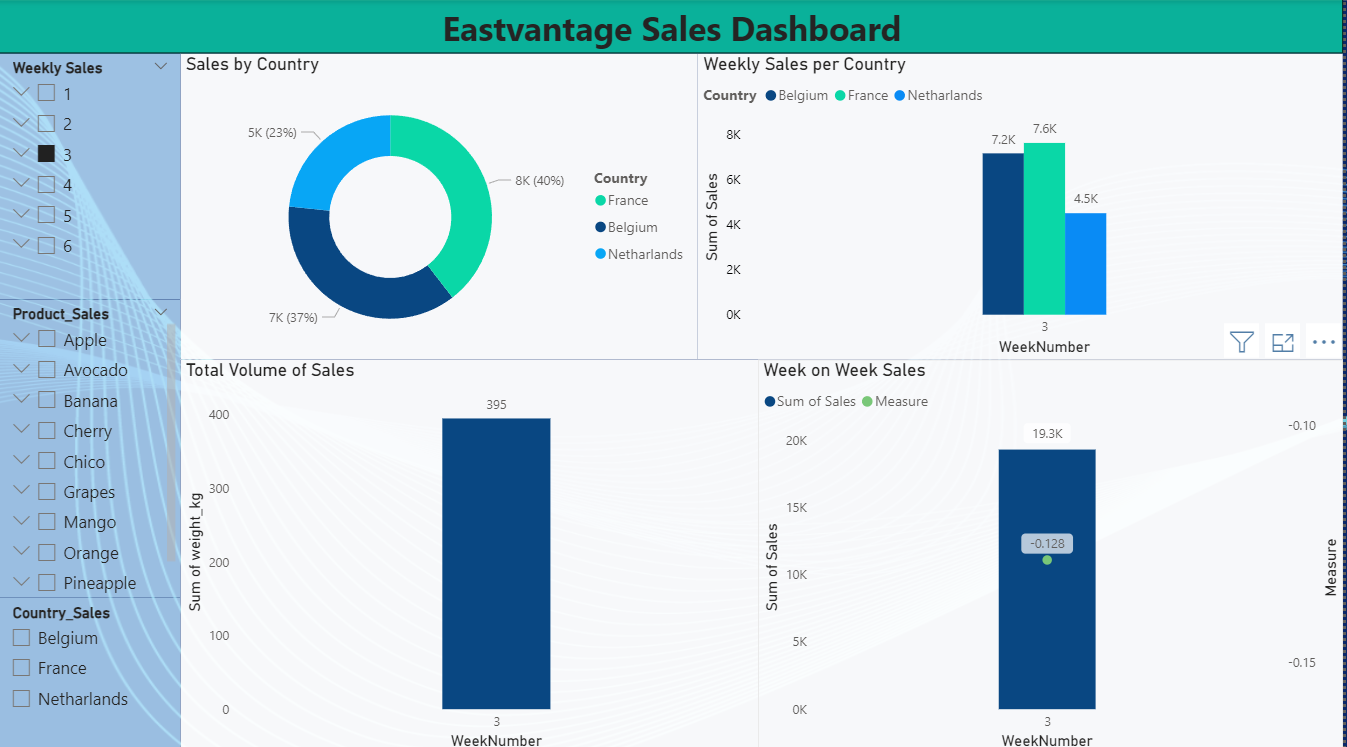 Eastvantage Sales Dashboard
Weekly Sales
1
2
3
4
5
6
Product_Sales
Apple
Avocado
Banana
Cherry
Chico
Grapes
Mango
Orange
Pineapple
Country_Sales
Belgium
France
Netharlands
Sales by Country
5K (23%)
8K (40%)
7K (37%)
Country
France
Belgium
Netharlands
Weekly Sales per Country
Country Belgium France Netharlands
Sum of Sales
8K
6K
4K
2K
0K
7.2K
7.6K
4.5K
3
WeekNumber
Total Volume of Sales
Sum of weight_kg
400
300
200
100
0
395
3
WeekNumber
Week on Week Sales
Sum of Sales Measure
Sum of Sales
20K
15K
10K
5K
0K
19.3K
-0.128
3
WeekNumber
-0.10
-0.15
Measure